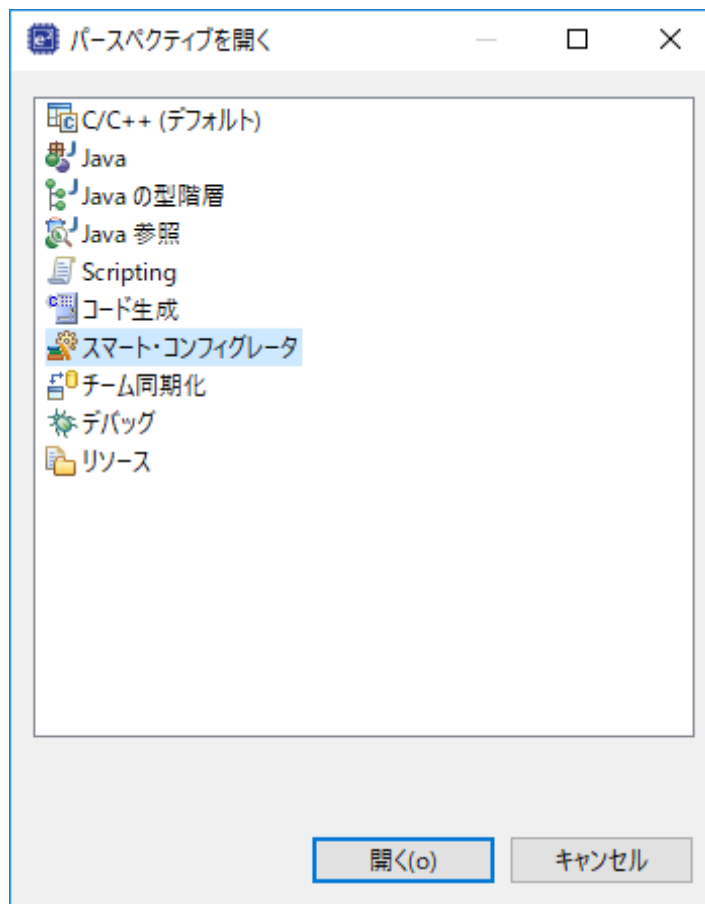 パースペクティブを開く
C/C++ (デフォルト)
Java
Java の型階層
Java 参照
Scripting
コード生成
スマート・コンフィグレータ
チーム同期化
デバッグ
リソース
開く(o)
キャンセル